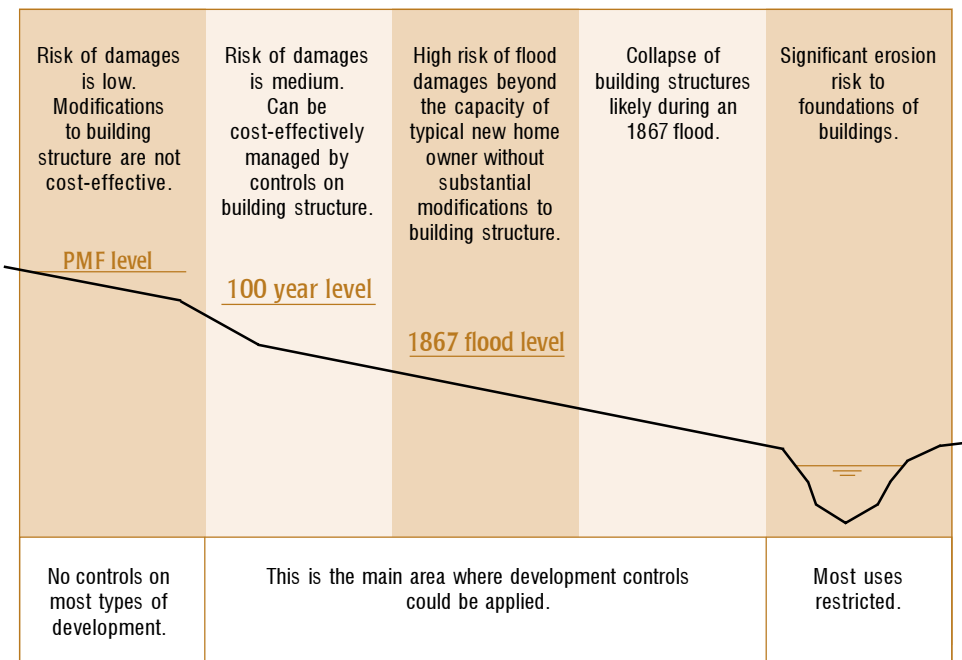 Risk of damages
is low.
Modifications
to building
structure are not
cost-effective.
Risk of damages
is medium.
Can be
cost-effectively
managed by
controls on
building structure.
High risk of flood
damages beyond
the capacity of
typical new home
owner without
substantial
modifications to
building structure.
Collapse of
building structures
likely during an
1867 flood.
Significant erosion
risk to
foundations of
buildings.
PMF level
100 year level
1867 flood level
No controls on
most types of
development.
This is the main area where development controls
could be applied.
Most uses
restricted.